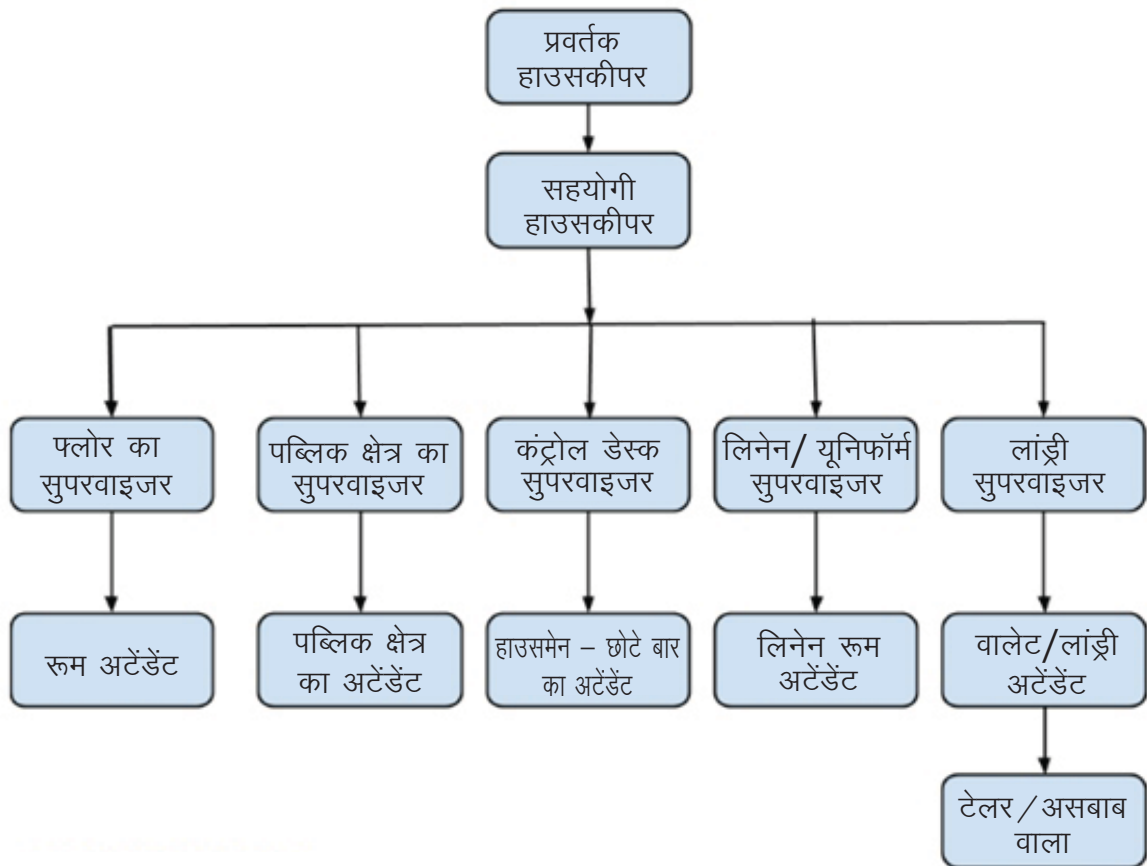 प्रवर्तक
हाउसकीपर
सहयोगी
हाउसकीपर
फ्लोर का
सुपरवाइजर
पब्लिक क्षेत्र का
सुपरवाइजर
कंट्रोल डेस्क
सुपरवाइजर
लिनेन/ यूनिफॉर्म
सुपरवाइजर
लांड्री
सुपरवाइजर
रूम अटेंडेंट
पब्लिक क्षेत्र
का अटेंडेंट
हाउसमेन – छोटे बार
का अटेंडेंट
लिनेन रूम
अटेंडेंट
वालेट/लांड्री
अटेंडेंट
टेलर/असबाब
वाला